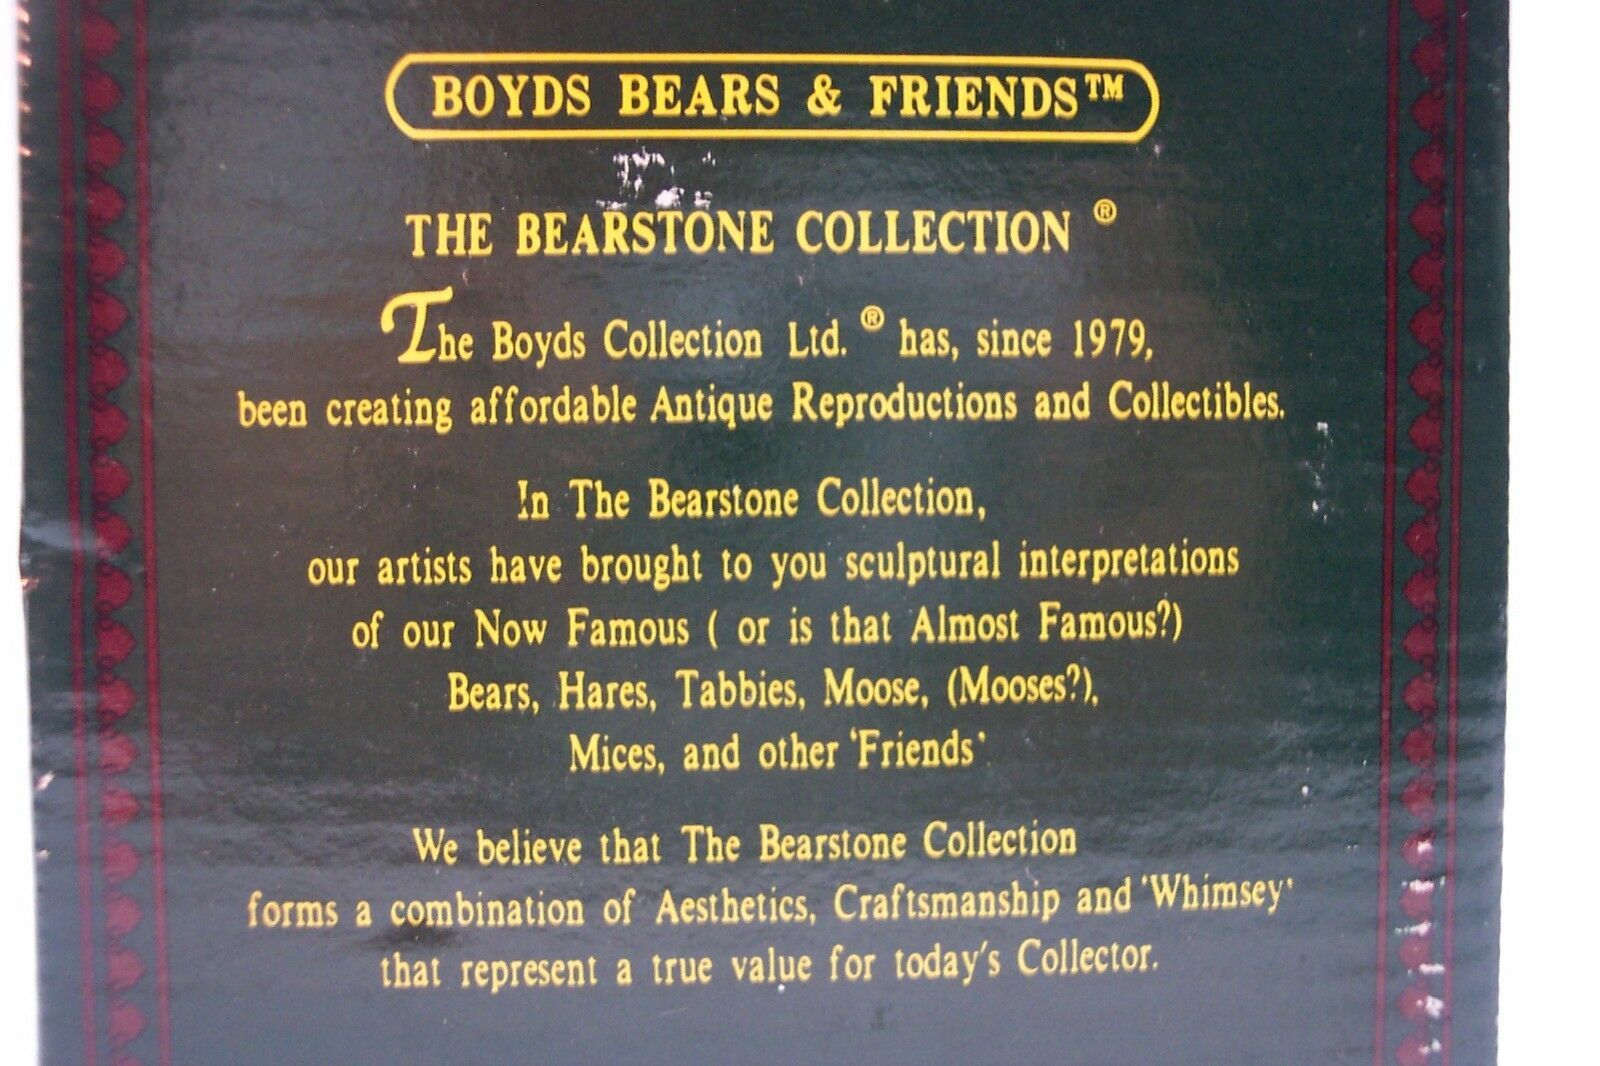 BOYDS BEARS & FRIENDS™
THE BEARSTONE COLLECTION ®
The Boyds Collection Ltd. ® has, since 1979,
been creating affordable Antique Reproductions and Collectibles.
In The Bearstone Collection,
our artists have brought to you sculptural interpretations
of our Now Famous ( or is that Almost Famous?)
Bears, Hares, Tabbies, Moose, (Mooses?),
Mices, and other 'Friends'.
We believe that The Bearstone Collection
forms a combination of Aesthetics, Craftsmanship and 'Whimsey'
that represent a true value for today's Collector.